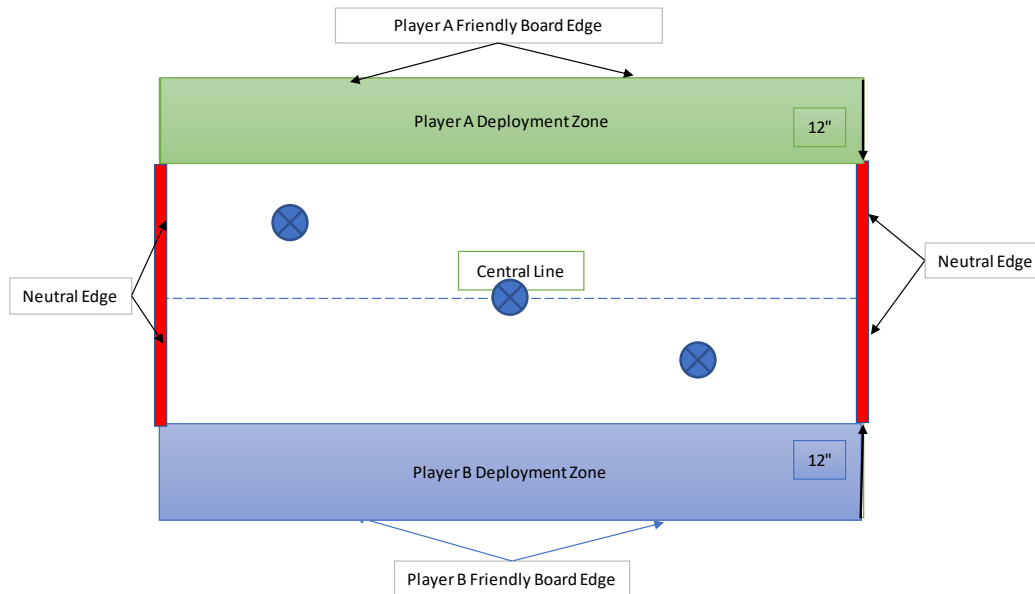 Player A Friendly Board Edge
Player A Deployment Zone
12"
Central Line
Neutral Edge
Neutral Edge
Player B Deployment Zone
12"
Player B Friendly Board Edge